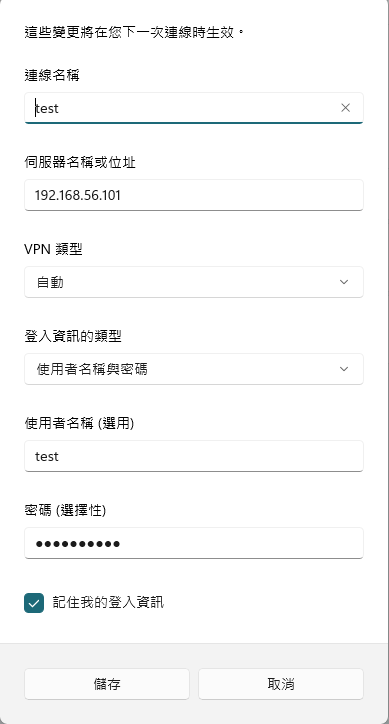 這些變更將在您下一次連線時生效。
連線名稱
test
伺服器名稱或位址
192.168.56.101
VPN 類型
自動
登入資訊的類型
使用者名稱與密碼
使用者名稱 (選用)
test
密碼 (選擇性)
●●●●●●●●●●
記住我的登入資訊
儲存
取消